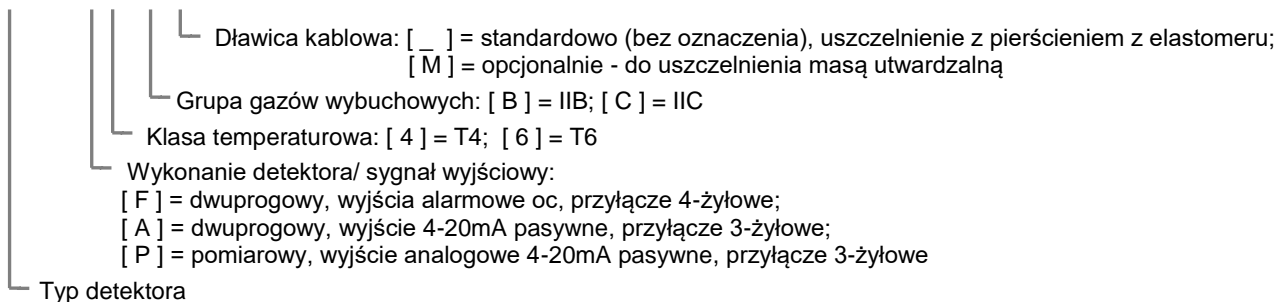 Dławica kablowa: [ _ ] = standardowo (bez oznaczenia), uszczelnienie z pierścieniem z elastomeru;
[ M ] = opcjonalnie - do uszczelnienia masą utwardzalną
Grupa gazów wybuchowych: [ B ] = IIB; [ C ] = IIC
Klasa temperaturowa: [ 4 ] = T4; [ 6 ] = T6
Wykonanie detektora/ sygnał wyjściowy:
[ F ] = dwuprogowy, wyjścia alarmowe oc, przyłącze 4-żyłowe;
[ A ] = dwuprogowy, wyjście 4-20mA pasywne, przyłącze 3-żyłowe;
[ P ] = pomiarowy, wyjście analogowe 4-20mA pasywne, przyłącze 3-żyłowe
Typ detektora